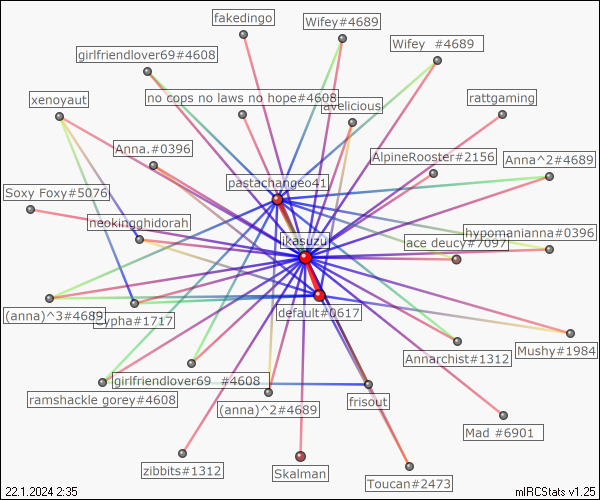 fakedingo
Wifey#4689
Wifey  #4689
girlfriendlover69#4608
xenoyaut
no cops no laws no hope#4608
avelicious
rattgaming
Anna.#0396
AlpineRooster#2156
Anna^2#4689
pastachangeo41
Soxy Foxy#5076
neokingghidorah
hypomanianna#0396
ikasuzu
ace deucy#7097
(anna)^3#4689
Cypha#1717
default#0617
Annarchist#1312
Mushy#1984
girlfriendlover69  #4608
ramshackle gorey#4608
(anna)^2#4689
frisout
Mad #6901
zibbits#1312
Skalman
Toucan#2473
22.1.2024 2:35
mIRCStats v1.25